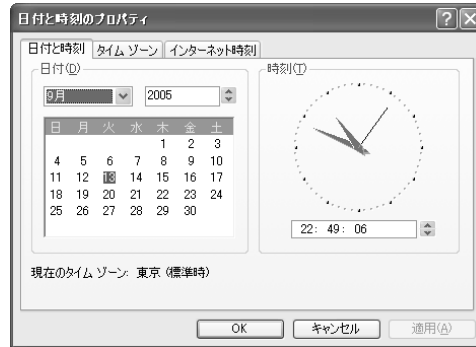 日付と時刻のプロパティ
日付と時刻 タイム ゾーン インターネット時刻
日付(D)
9月 2005
日 月 火 水 木 金 土
1 2 3
4 5 6 7 8 9 10
11 12 13 14 15 16 17
18 19 20 21 22 23 24
25 26 27 28 29 30
時刻(T)
22: 49: 06
現在のタイム ゾーン: 東京 (標準時)
OK キャンセル 適用(A)